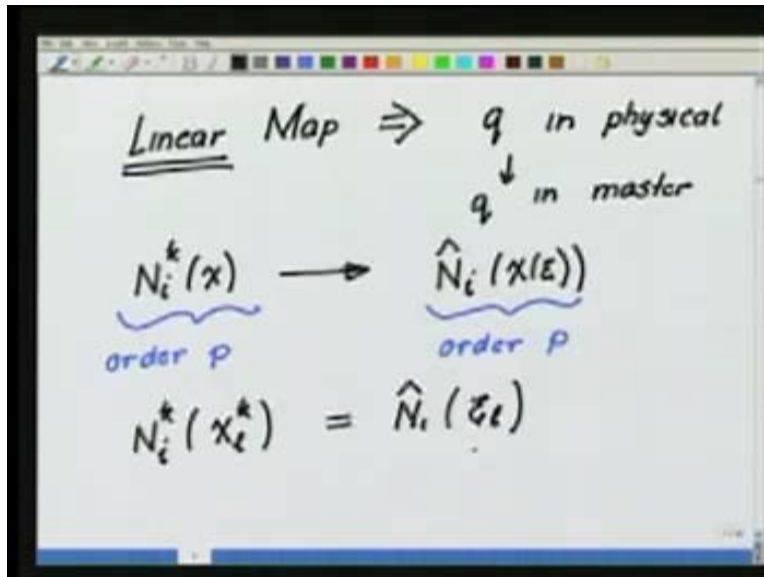 Linear Map ⇒ q in physical
↓
q in master
N_i^k(x) → N̂_i(x(ξ))
order p order p
N_i^k(x_l^k) = N̂_i(ξ_l)